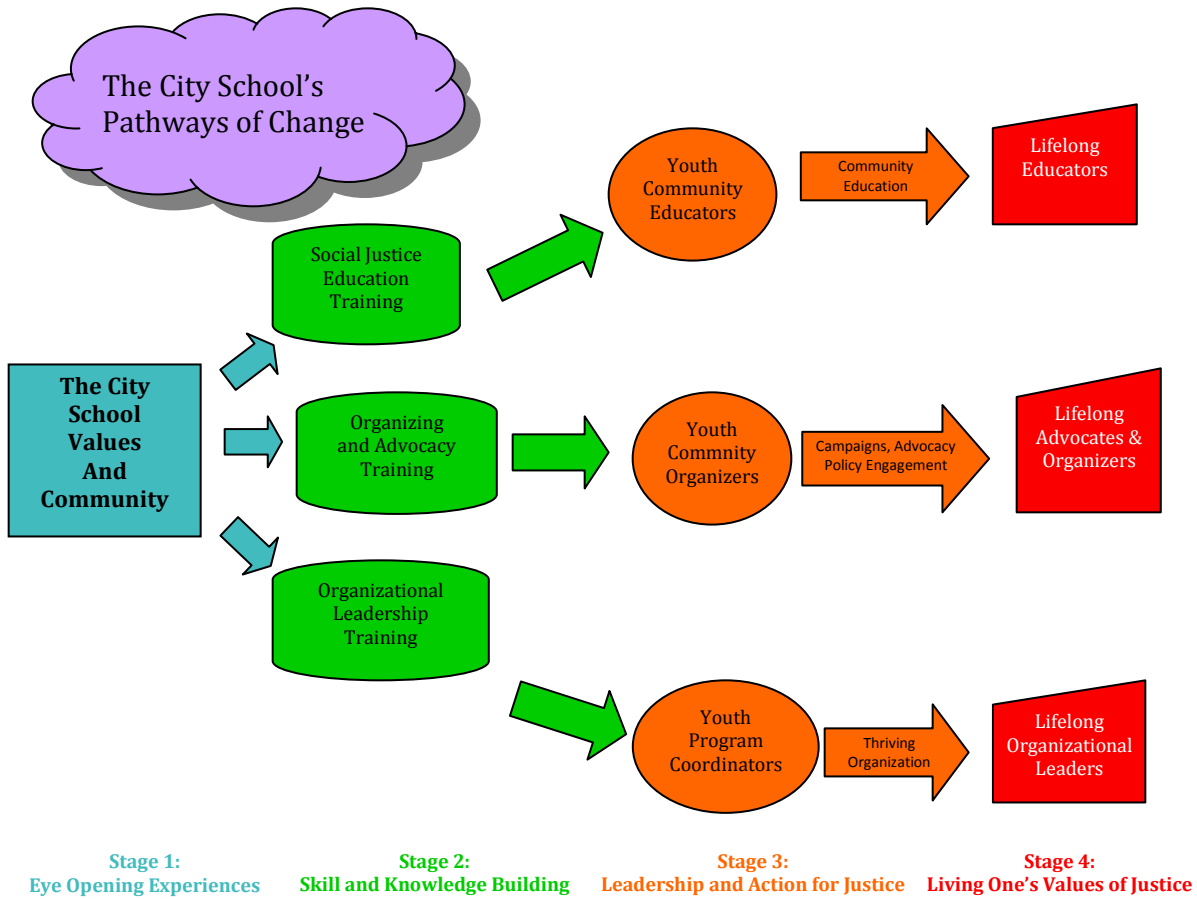 The City School's
Pathways of Change
Youth
Community
Educators
Community
Education
Lifelong
Educators
Social Justice
Education
Training
The City
School
Values
And
Community
Organizing
and Advocacy
Training
Youth
Commnity
Organizers
Campaigns, Advocacy
Policy Engagement
Lifelong
Advocates &
Organizers
Organizational
Leadership
Training
Youth
Program
Coordinators
Thriving
Organization
Lifelong
Organizational
Leaders
Stage 1:
Eye Opening Experiences
Stage 2:
Skill and Knowledge Building
Stage 3:
Leadership and Action for Justice
Stage 4:
Living One's Values of Justice